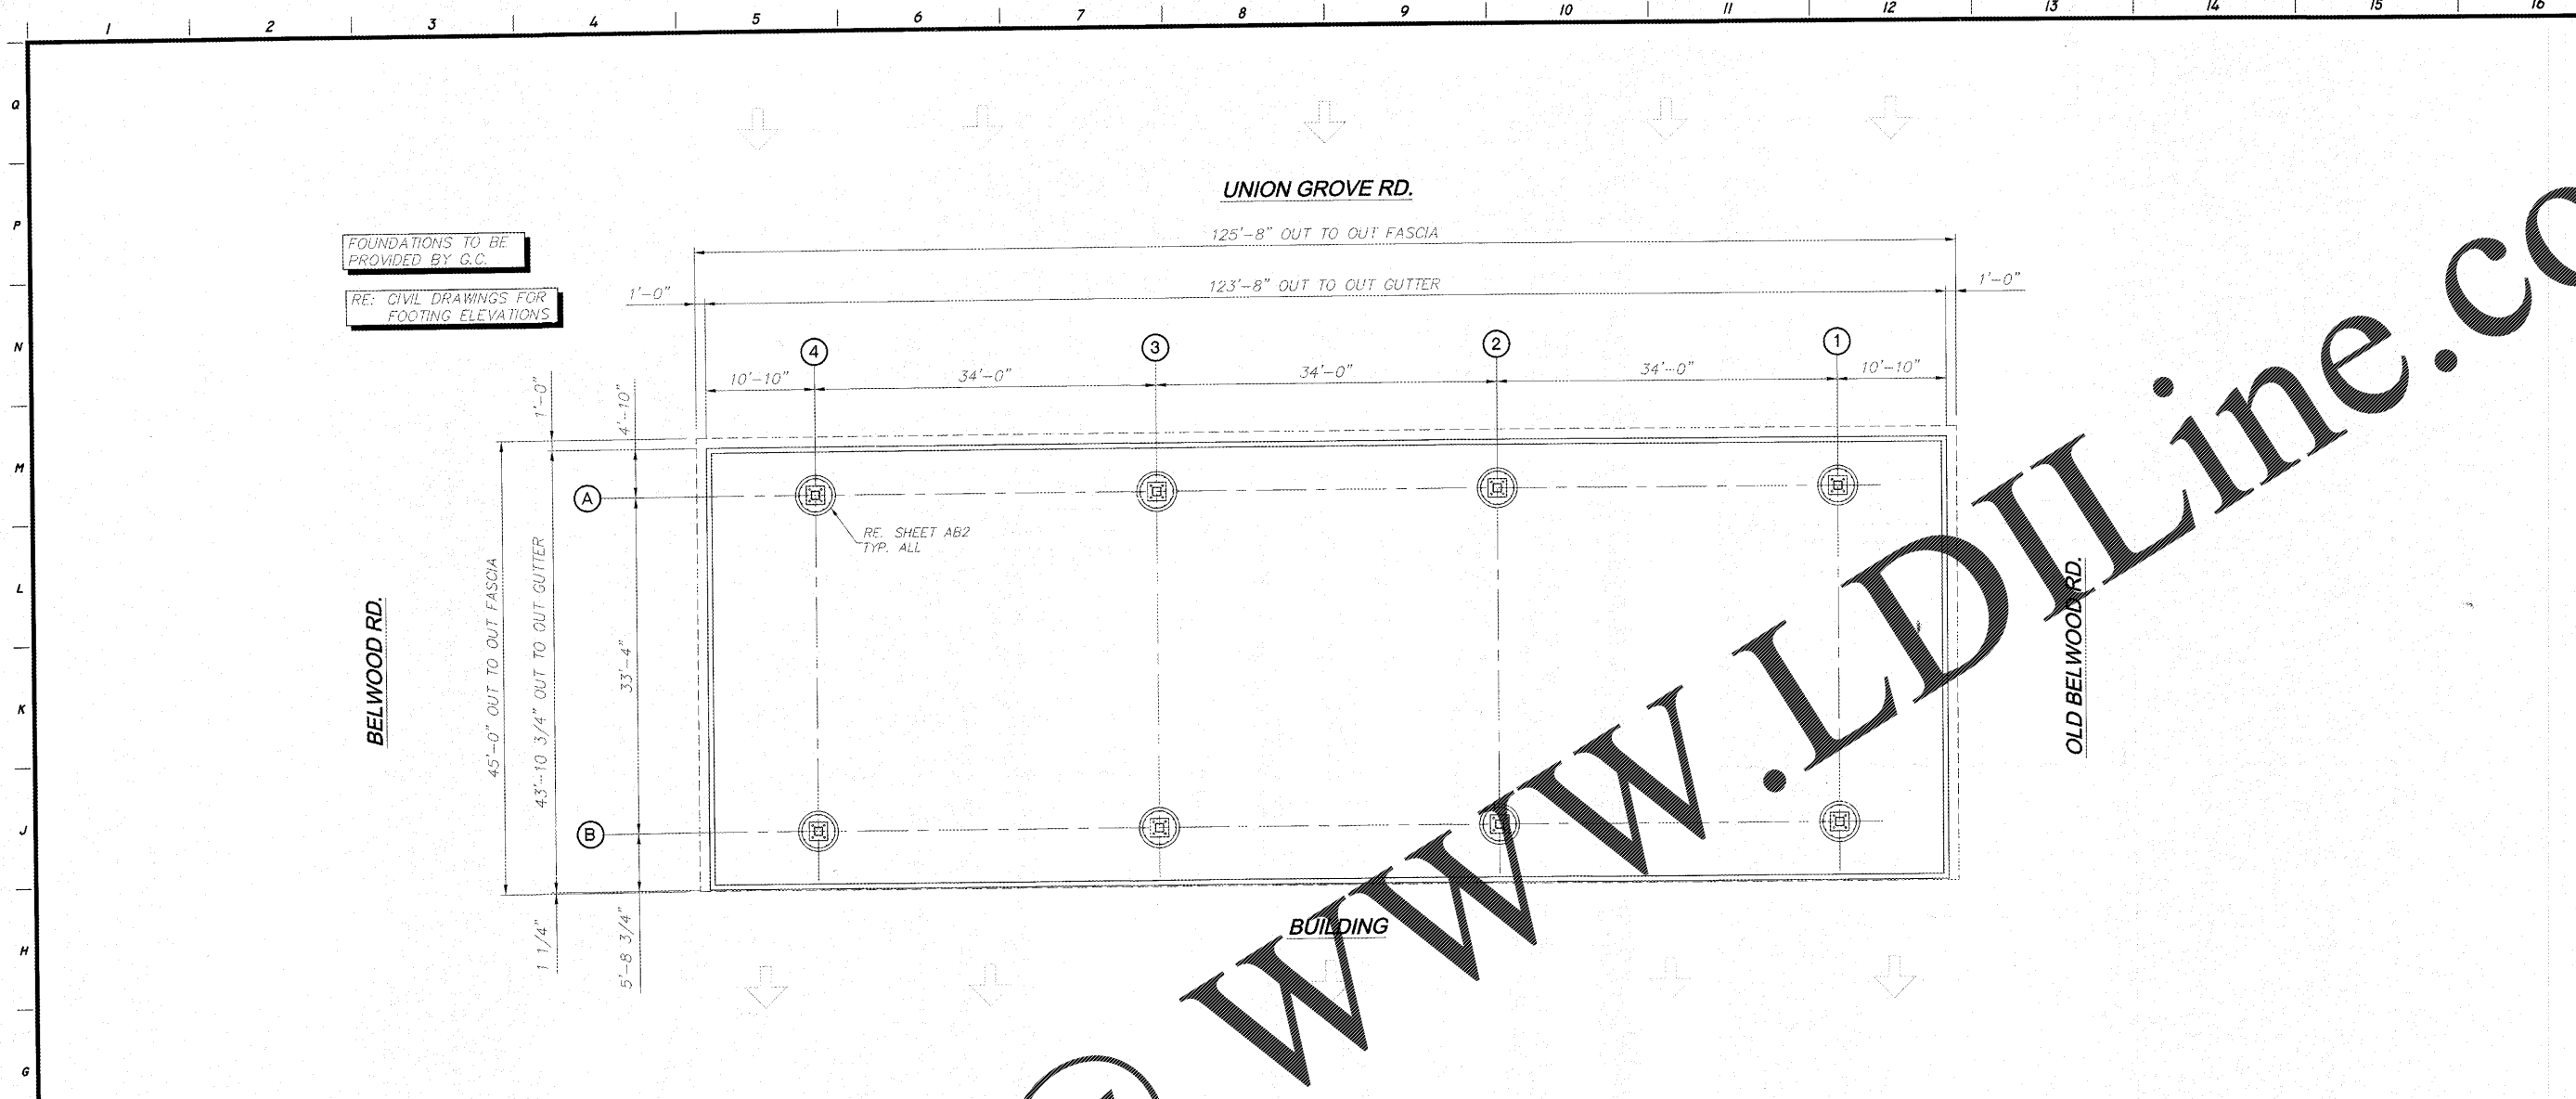 1 2 3 4 5 6 7 8 9 10 11 12 13 14 15 16
Q
P
N
M
L
K
J
H
G
UNION GROVE RD.
FOUNDATIONS TO BE
PROVIDED BY G.C.
RE: CIVIL DRAWINGS FOR
FOOTING ELEVATIONS
125'-8" OUT TO OUT FASCIA
1'-0"
123'-8" OUT TO OUT GUTTER
1'-0"
4 3 2 1
10'-10" 34'-0" 34'-0" 34'-0" 10'-10"
1'-0"
4'-10"
A
RE. SHEET AB2
TYP. ALL
BELWOOD RD.
45'-0" OUT TO OUT FASCIA
43'-10 3/4" OUT TO OUT GUTTER
33'-4"
OLD BELWOOD RD.
B
1 1/4"
5'-8 3/4"
BUILDING
www.LDILine.co